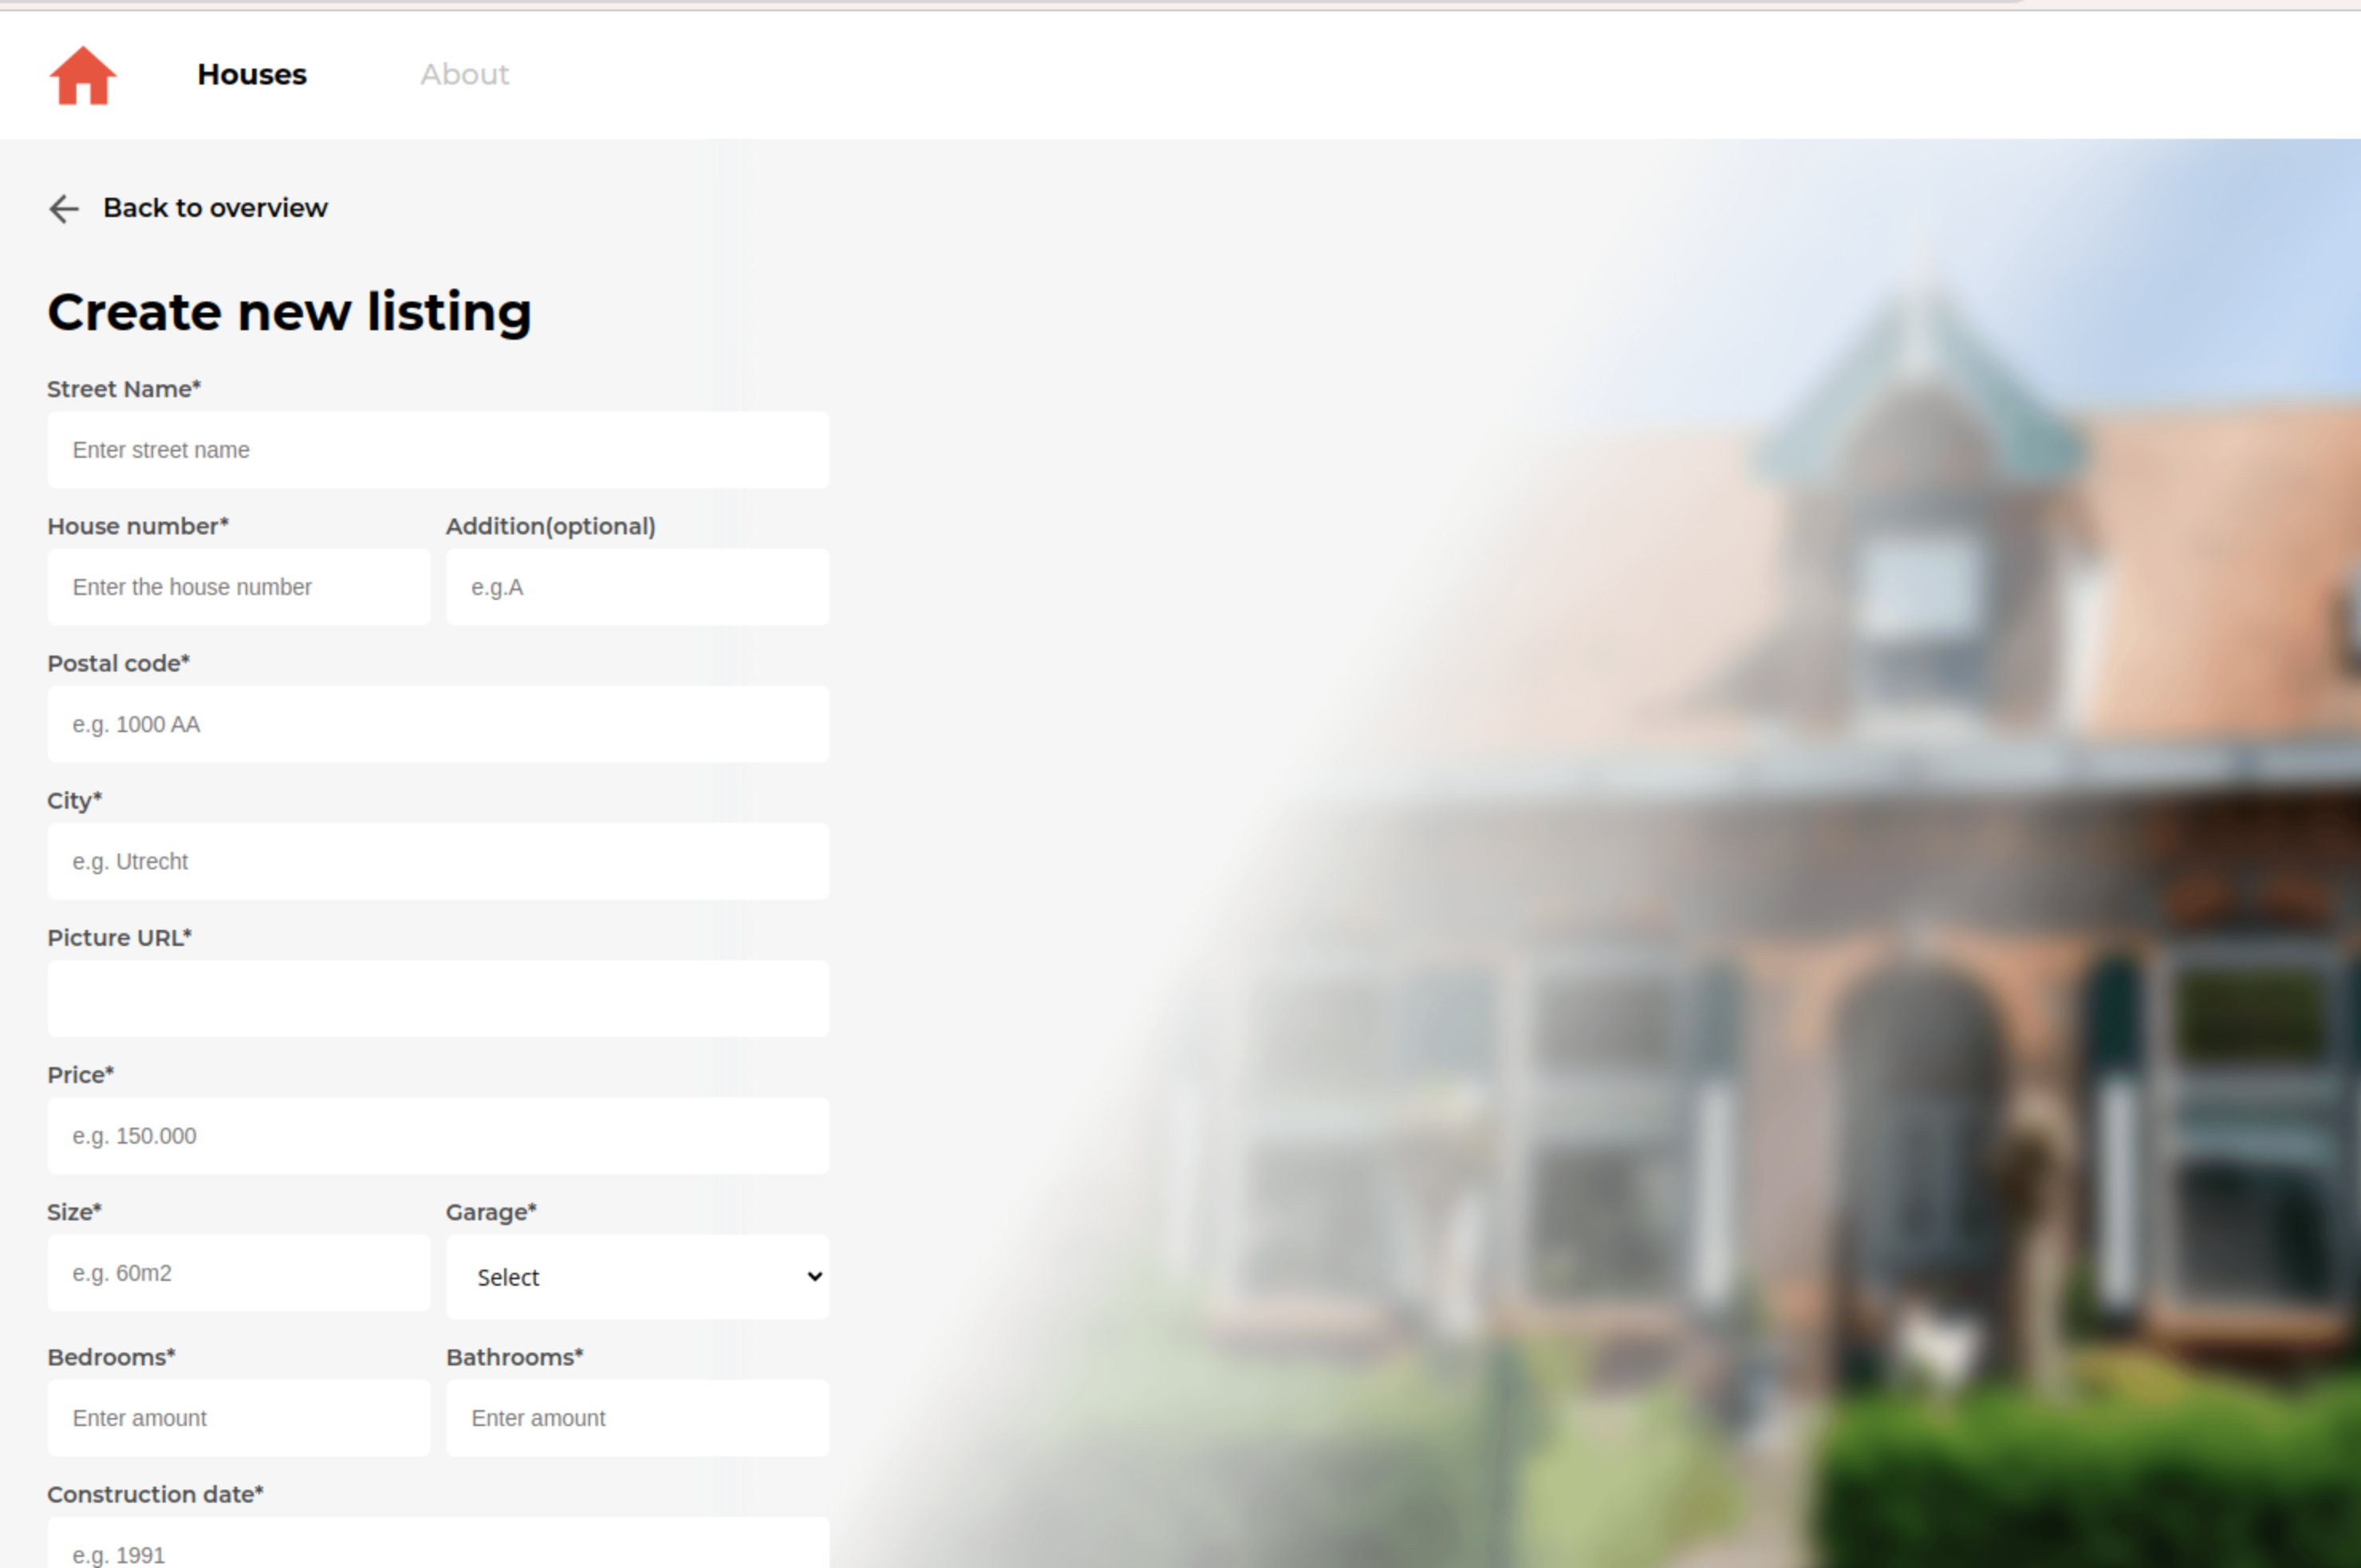 Houses About
Back to overview
Create new listing
Street Name*
Enter street name
House number* Addition(optional)
Enter the house number e.g.A
Postal code*
e.g. 1000 AA
City*
e.g. Utrecht
Picture URL*
Price*
e.g. 150.000
Size* Garage*
e.g. 60m2 Select
Bedrooms* Bathrooms*
Enter amount Enter amount
Construction date*
e.g. 1991